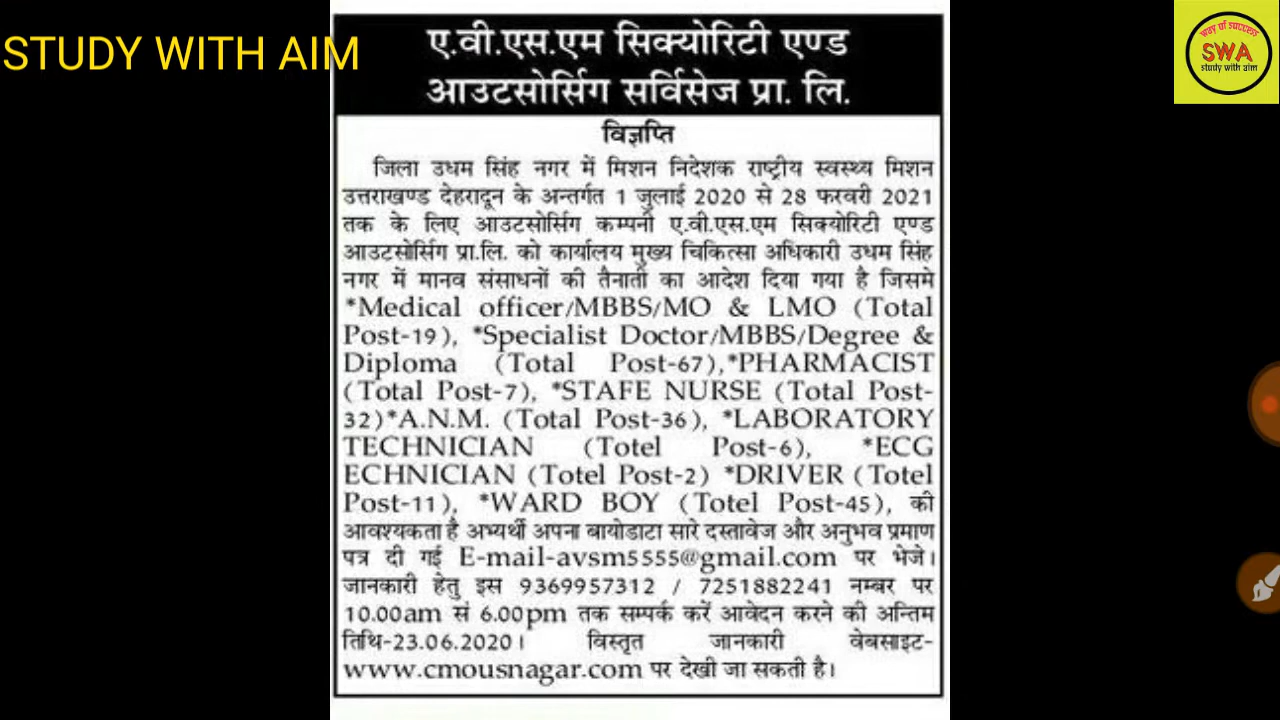 STUDY WITH AIM
way of success
SWA
study with aim
ए.वी.एस.एम सिक्योरिटी एण्ड
आउटसोर्सिग सर्विसेज प्रा. लि.
विज्ञप्ति
जिला उधम सिंह नगर में मिशन निदेशक राष्ट्रीय स्वस्थ्य मिशन
उत्तराखण्ड देहरादून के अन्तर्गत 1 जुलाई 2020 से 28 फरवरी 2021
तक के लिए आउटसोर्सिग कम्पनी ए.वी.एस.एम सिक्योरिटी एण्ड
आउटसोर्सिग प्रा.लि. को कार्यालय मुख्य चिकित्सा अधिकारी उधम सिंह
नगर में मानव संसाधनों की तैनाती का आदेश दिया गया है जिसमे
*Medical officer/MBBS/MO & LMO (Total
Post-19), *Specialist Doctor/MBBS/Degree &
Diploma (Total Post-67),*PHARMACIST
(Total Post-7), *STAFE NURSE (Total Post-
32)*A.N.M. (Total Post-36), *LABORATORY
TECHNICIAN (Totel Post-6), *ECG
ECHNICIAN (Totel Post-2) *DRIVER (Totel
Post-11), *WARD BOY (Totel Post-45), की
आवश्यकता है अभ्यर्थी अपना बायोडाटा सारे दस्तावेज और अनुभव प्रमाण
पत्र दी गई E-mail-avsm5555@gmail.com पर भेजे।
जानकारी हेतु इस 9369957312 / 7251882241 नम्बर पर
10.00am सं 6.00pm तक सम्पर्क करें आवेदन करने की अन्तिम
तिथि-23.06.2020। विस्तृत जानकारी वेबसाइट-
www.cmousnagar.com पर देखी जा सकती है।